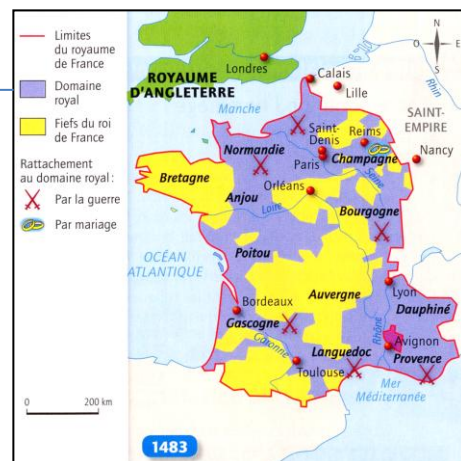 Limites
du royaume
de France
Domaine
royal
Fiefs du roi
de France
Rattachement
au domaine royal :
Par la guerre
Par mariage
0 200 km
1483
N
O E
S
Londres
ROYAUME
D'ANGLETERRE
Calais
Lille
Rhin
Manche
SAINT-
EMPIRE
Saint-
Denis
Reims
Normandie
Paris
Champagne
Nancy
Seine
Bretagne
Orléans
Anjou
Loire
Bourgogne
OCÉAN
ATLANTIQUE
Poitou
Lyon
Auvergne
Dauphiné
Bordeaux
Rhône
Gascogne
Avignon
Garonne
Languedoc
Provence
Toulouse
Mer
Méditerranée